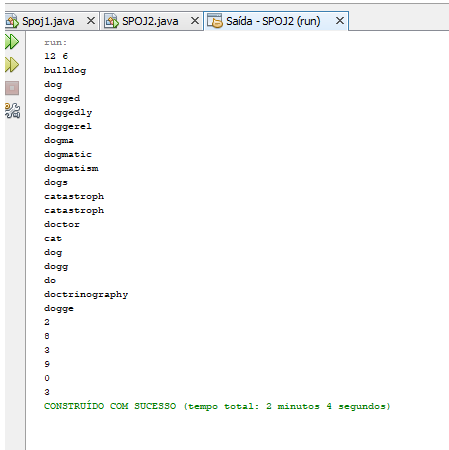 Spoj1.java SPOJ2.java Saída - SPOJ2 (run)
run:
12 6
bulldog
dog
dogged
doggedly
doggerel
dogma
dogmatic
dogmatism
dogs
catastroph
catastroph
doctor
cat
dog
dogg
do
doctrinography
dogge
2
8
3
9
0
3
CONSTRUÍDO COM SUCESSO (tempo total: 2 minutos 4 segundos)